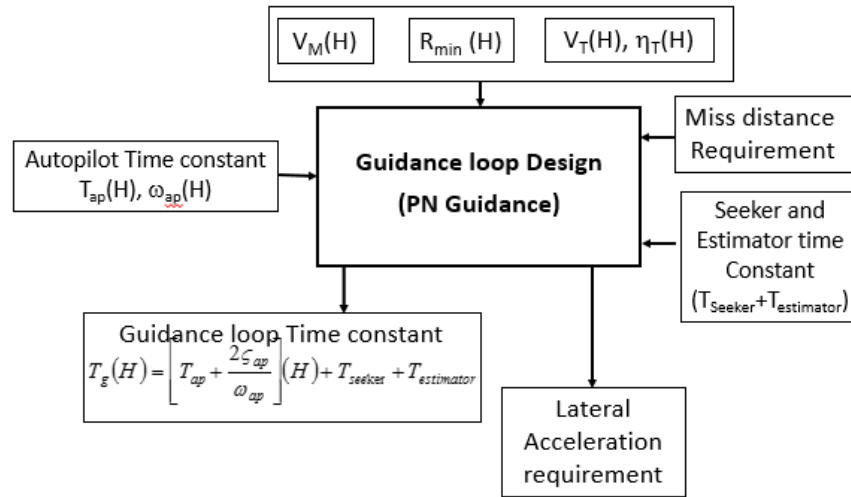 V_M(H)
R_min (H)
V_T(H), η_T(H)
Miss distance
Requirement
Autopilot Time constant
T_ap(H), ω_ap(H)
Guidance loop Design
(PN Guidance)
Seeker and
Estimator time
Constant
(T_Seeker+T_estimator)
Guidance loop Time constant
T_g(H) = [T_ap + 2ς_ap/ω_ap](H) + T_seeker + T_estimator
Lateral
Acceleration
requirement